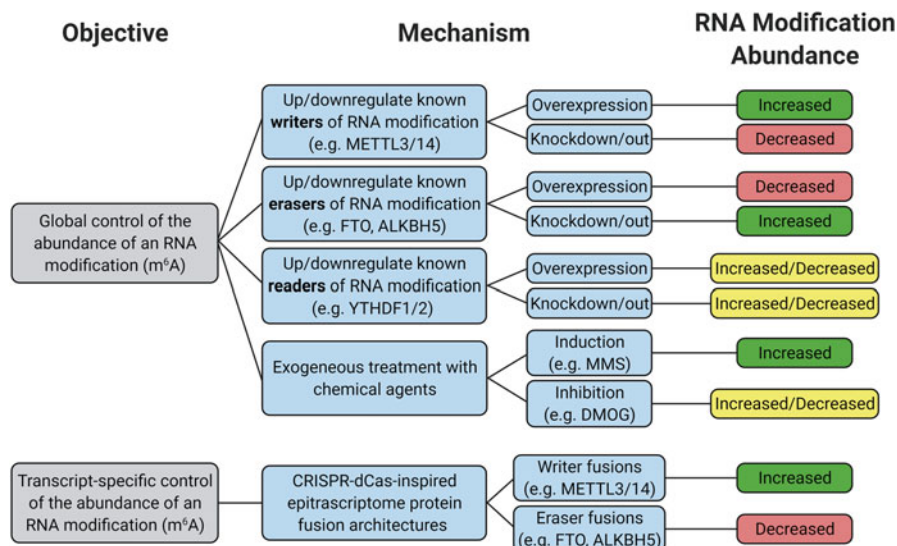 Objective
Mechanism
RNA Modification
Abundance
Global control of the
abundance of an RNA
modification (m⁶A)
Up/downregulate known
writers of RNA modification
(e.g. METTL3/14)
Overexpression
Increased
Knockdown/out
Decreased
Up/downregulate known
erasers of RNA modification
(e.g. FTO, ALKBH5)
Overexpression
Decreased
Knockdown/out
Increased
Up/downregulate known
readers of RNA modification
(e.g. YTHDF1/2)
Overexpression
Increased/Decreased
Knockdown/out
Increased/Decreased
Exogeneous treatment with
chemical agents
Induction
(e.g. MMS)
Increased
Inhibition
(e.g. DMOG)
Increased/Decreased
Transcript-specific control
of the abundance of an
RNA modification (m⁶A)
CRISPR-dCas-inspired
epitrascriptome protein
fusion architectures
Writer fusions
(e.g. METTL3/14)
Increased
Eraser fusions
(e.g. FTO, ALKBH5)
Decreased